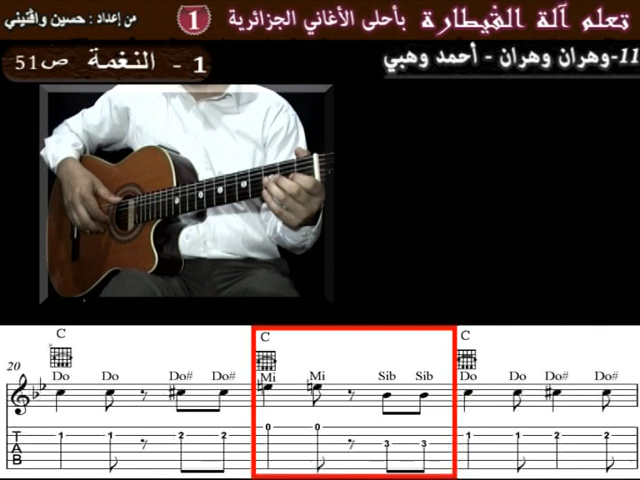 تعلم آلة القيطارة بأحلى الأغاني الجزائرية 1 من إعداد : حسين واقنيني
11-وهران وهران - أحمد وهبي
1 - النغمة ص51
C C C
20 Do Do Do# Do# Mi Mi Sib Sib Do Do Do# Do#
1 1 2 2 0 0 3 3 1 1 2 2